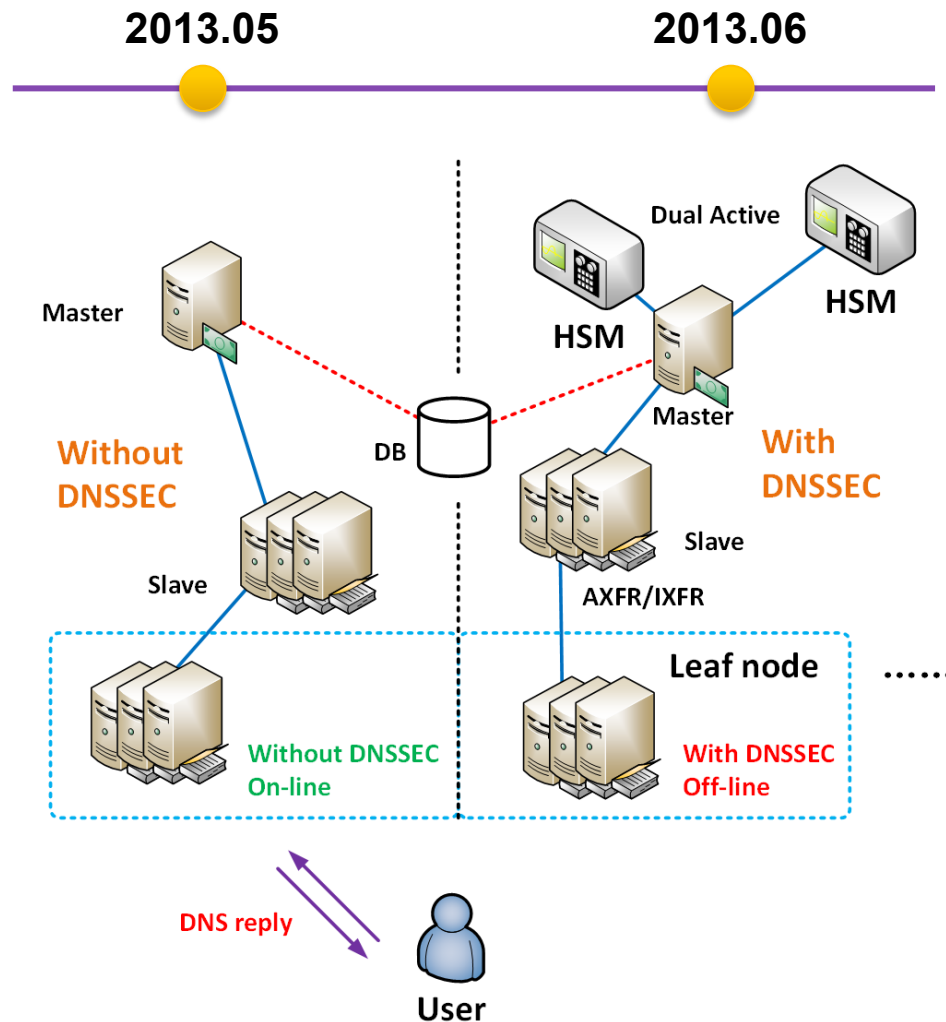 2013.05
2013.06
Dual Active
HSM
HSM
Master
Master
Without
DNSSEC
DB
With
DNSSEC
Slave
Slave
AXFR/IXFR
Leaf node
......
Without DNSSEC
On-line
With DNSSEC
Off-line
DNS reply
User